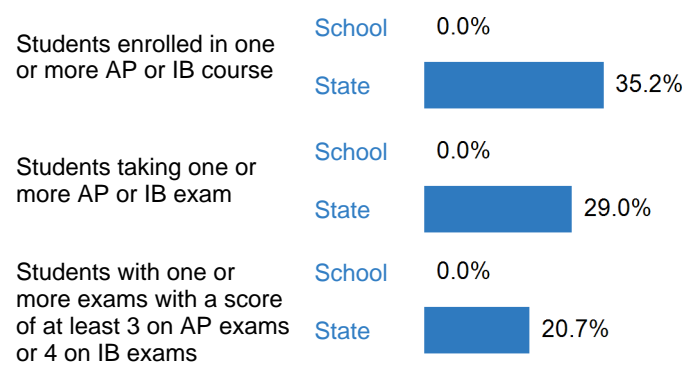 School 0.0%
Students enrolled in one
or more AP or IB course
State 35.2%
School 0.0%
Students taking one or
more AP or IB exam
State 29.0%
Students with one or
School 0.0%
more exams with a score
of at least 3 on AP exams
State 20.7%
or 4 on IB exams